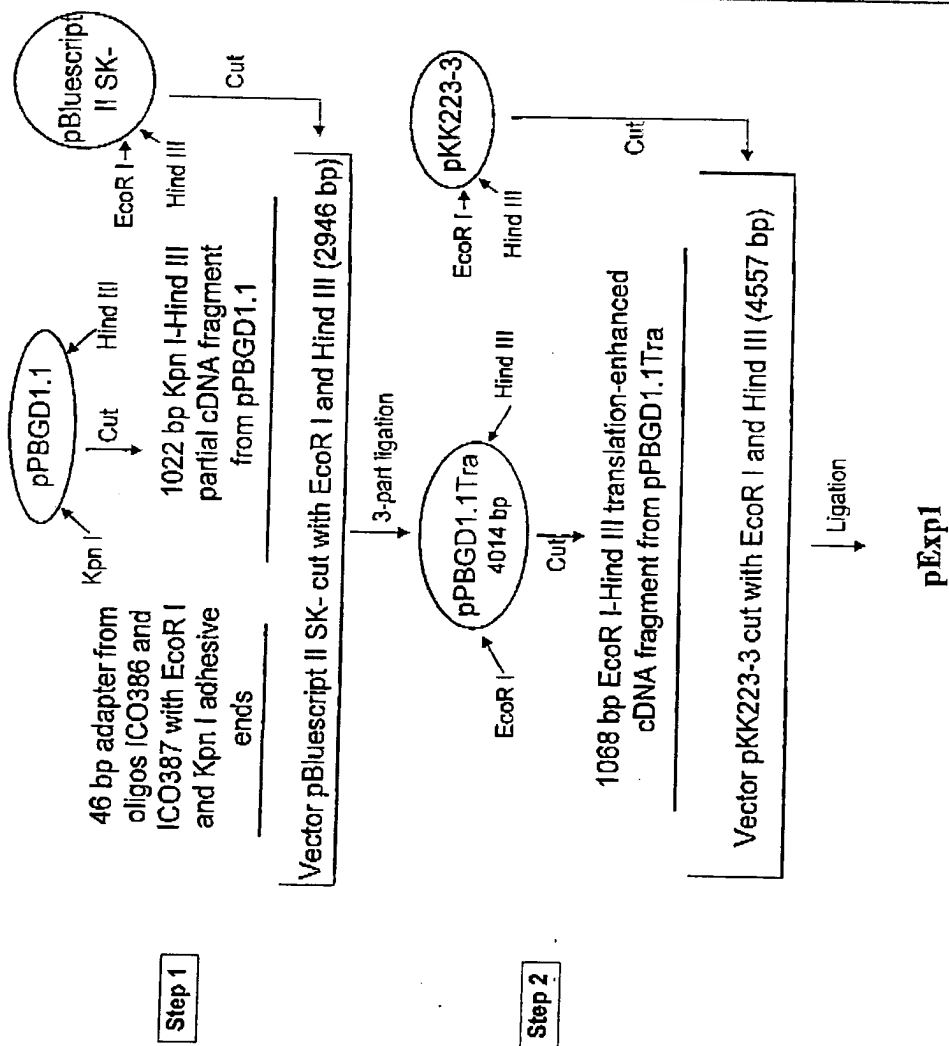 Step 1
46 bp adapter from
oligos ICO386 and
ICO387 with EcoR I
and Kpn I adhesive
ends
Kpn I
pPBGD1.1
Hind III
Cut
1022 bp Kpn I-Hind III
partial cDNA fragment
from pPBGD1.1
pBluescript
II SK-
EcoR I
Hind III
Cut
Vector pBluescript II SK- cut with EcoR I and Hind III (2946 bp)
3-part ligation
Step 2
EcoR I
pPBGD1.1Tra
4014 bp
Hind III
Cut
1068 bp EcoR I-Hind III translation-enhanced
cDNA fragment from pPBGD1.1Tra
pKK223-3
EcoR I
Hind III
Cut
Vector pKK223-3 cut with EcoR I and Hind III (4557 bp)
Ligation
pExp1